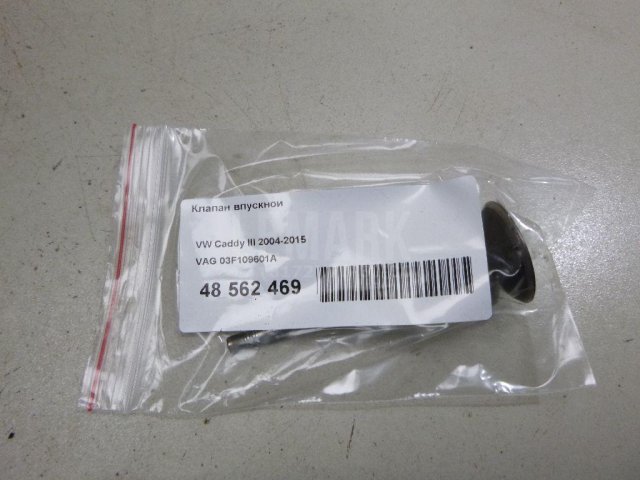 Клапан впускной
VW Caddy III 2004-2015
VAG 03F109601A
48 562 469